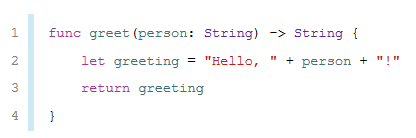 1 func greet(person: String) -> String {
2     let greeting = "Hello, " + person + "!"
3     return greeting
4 }